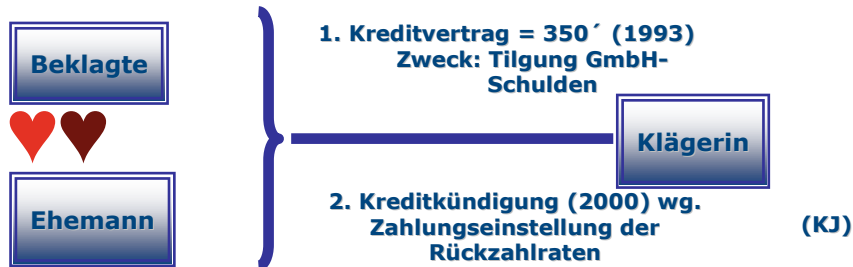 1. Kreditvertrag = 350´ (1993)
Zweck: Tilgung GmbH-
Schulden
Beklagte
Klägerin
Ehemann
2. Kreditkündigung (2000) wg.
Zahlungseinstellung der
Rückzahlraten
(KJ)